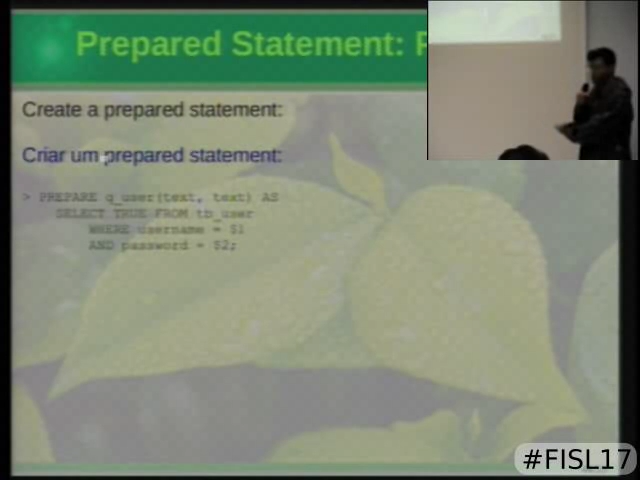 Prepared Statement:
Create a prepared statement:
Criar um prepared statement:
> PREPARE q_user(text, text) AS
SELECT TRUE FROM tb_user
WHERE username = $1
AND password = $2;
#FISL17